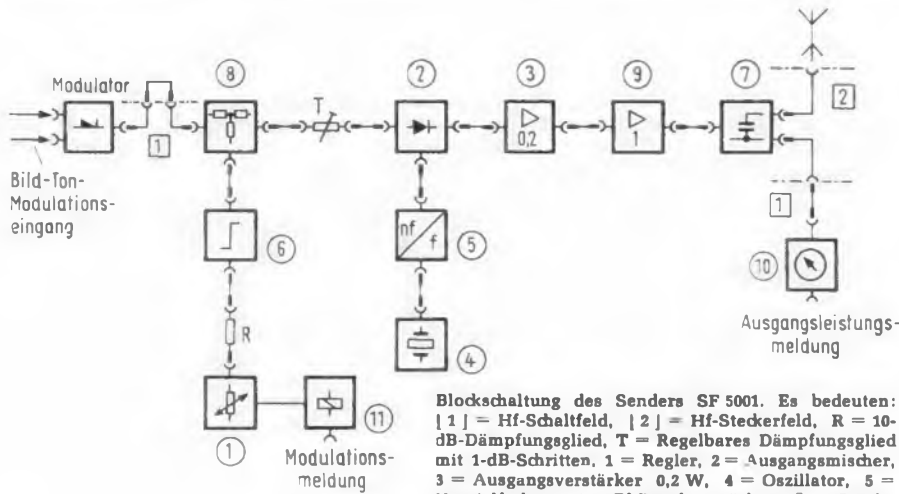 Modulator
8
T
2
3
9
7
2
0,2
1
1
Bild-Ton-
Modulations-
eingang
6
nf
f
5
1
10
R
4
Ausgangsleistungs-
meldung
1
11
Modulations-
meldung
Blockschaltung des Senders SF 5001. Es bedeuten:
[1] = Hf-Schaltfeld, [2] = Hf-Steckerfeld, R = 10-
dB-Dämpfungsglied, T = Regelbares Dämpfungsglied
mit 1-dB-Schritten, 1 = Regler, 2 = Ausgangsmischer,
3 = Ausgangsverstärker 0,2 W, 4 = Oszillator, 5 =